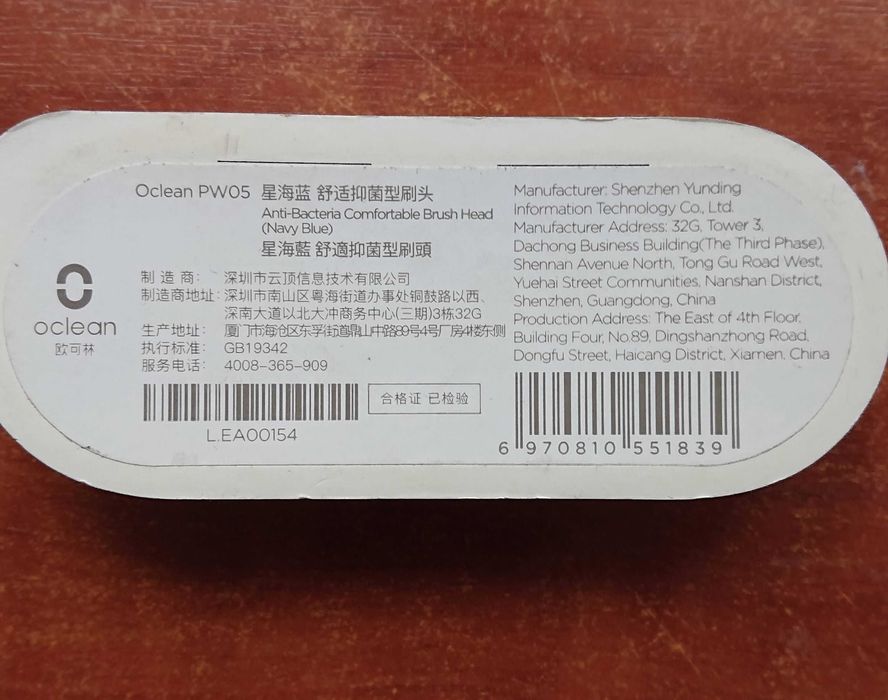 Oclean PW05 星海蓝 舒适抑菌型刷头
Anti-Bacteria Comfortable Brush Head
(Navy Blue)
星海藍 舒適抑菌型刷頭
oclean
欧可林
制造商: 深圳市云顶信息技术有限公司
制造商地址: 深圳市南山区粤海街道办事处铜鼓路以西、
深南大道以北大冲商务中心(三期)3栋32G
生产地址: 厦门市海沧区东孚街道鼎山中路89号4号厂房4楼东侧
执行标准: GB19342
服务电话: 4008-365-909
L.EA00154
合格证 已检验
Manufacturer: Shenzhen Yunding
Information Technology Co., Ltd.
Manufacturer Address: 32G, Tower 3,
Dachong Business Building(The Third Phase),
Shennan Avenue North, Tong Gu Road West,
Yuehai Street Communities, Nanshan District,
Shenzhen, Guangdong, China
Production Address: The East of 4th Floor,
Building Four, No.89, Dingshanzhong Road,
Dongfu Street, Haicang District, Xiamen, China
6 970810 551839